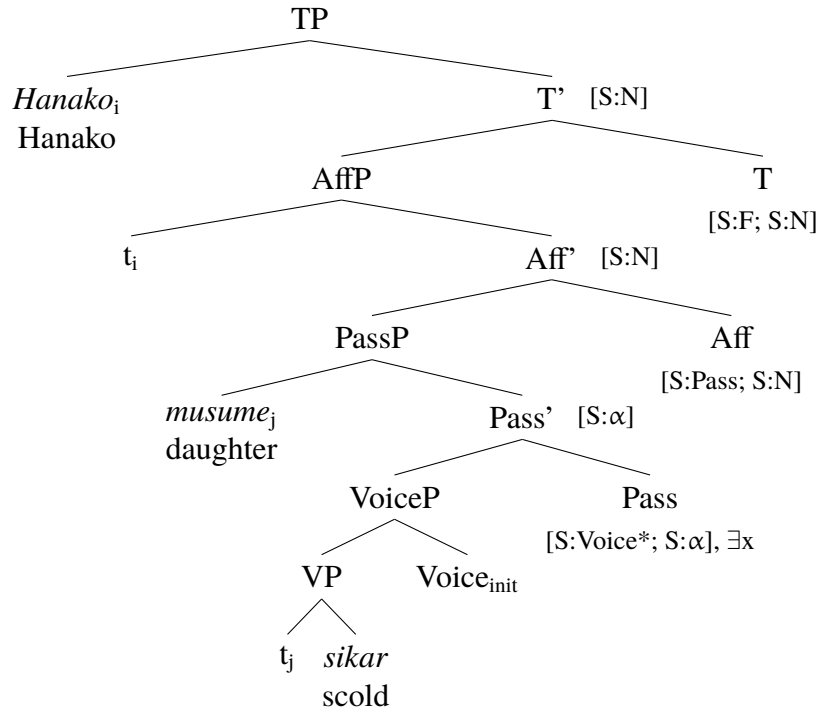 TP
Hanakoᵢ T’ [S:N]
Hanako
AffP T
[S:F; S:N]
tᵢ Aff’ [S:N]
PassP Aff
[S:Pass; S:N]
musumeⱼ Pass’ [S:α]
daughter
VoiceP Pass
[S:Voice*; S:α], ∃x
VP Voice_init
tⱼ sikar
scold